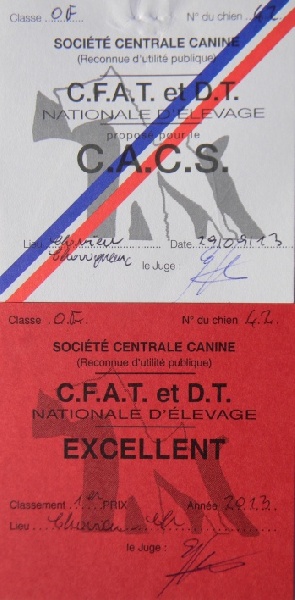 Classe O.F N° du chien 42
SOCIÉTÉ CENTRALE CANINE
(Reconnue d'utilité publique)
C.F.A.T. et D.T.
NATIONALE D'ÉLEVAGE
proposé pour le
C.A.C.S.
Lieu Date 29/09/13
le Juge :
Classe : O.F. N° du chien 42
SOCIÉTÉ CENTRALE CANINE
(Reconnue d'utilité publique)
C.F.A.T. et D.T.
NATIONALE D'ÉLEVAGE
EXCELLENT
Classement 1er PRIX Année 2013
Lieu
le Juge :